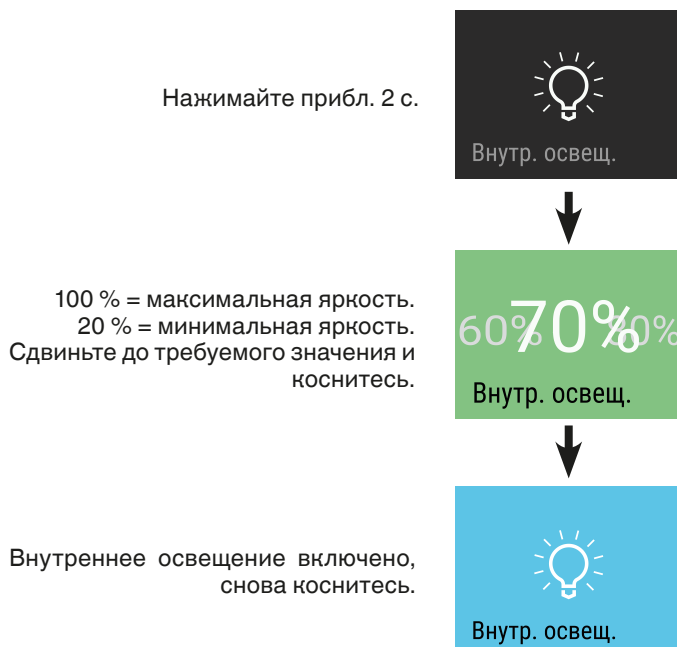 Нажимайте прибл. 2 с.
Внутр. освещ.
100 % = максимальная яркость.
20 % = минимальная яркость.
Сдвиньте до требуемого значения и
коснитесь.
60% 70% 80%
Внутр. освещ.
Внутреннее освещение включено,
снова коснитесь.
Внутр. освещ.